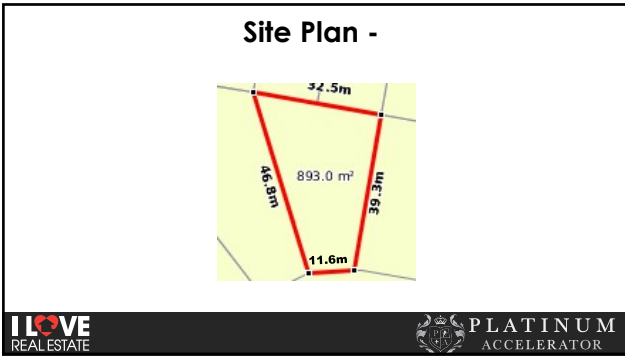 Site Plan -
32.5m
46.8m
893.0 m²
39.3m
11.6m
I LOVE
REAL ESTATE
PLATINUM
ACCELERATOR